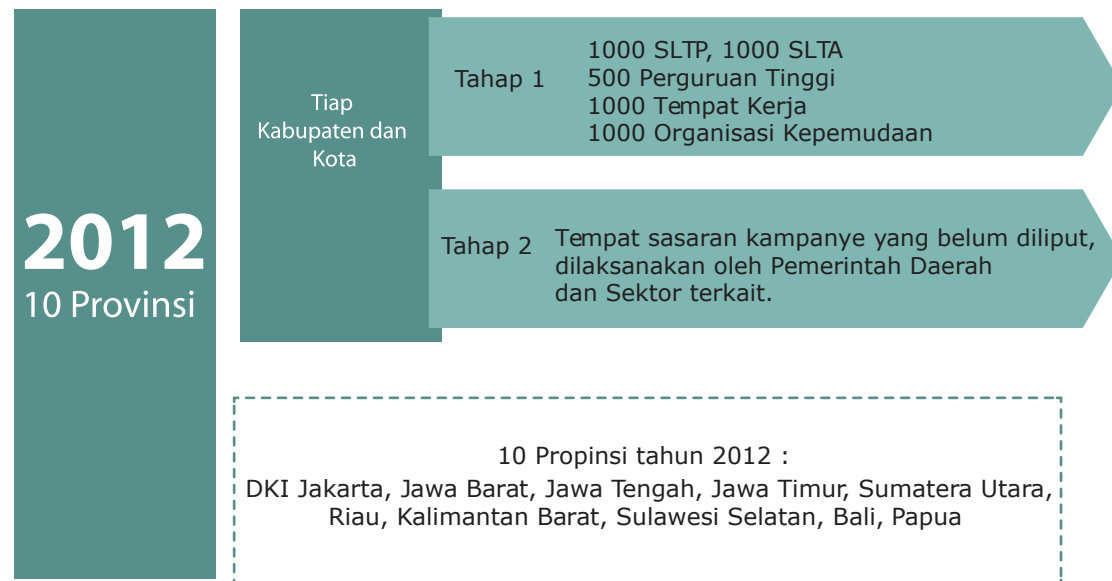 2012
10 Provinsi
Tiap
Kabupaten dan
Kota
Tahap 1
1000 SLTP, 1000 SLTA
500 Perguruan Tinggi
1000 Tempat Kerja
1000 Organisasi Kepemudaan
Tahap 2
Tempat sasaran kampanye yang belum diliput,
dilaksanakan oleh Pemerintah Daerah
dan Sektor terkait.
10 Propinsi tahun 2012 :
DKI Jakarta, Jawa Barat, Jawa Tengah, Jawa Timur, Sumatera Utara,
Riau, Kalimantan Barat, Sulawesi Selatan, Bali, Papua